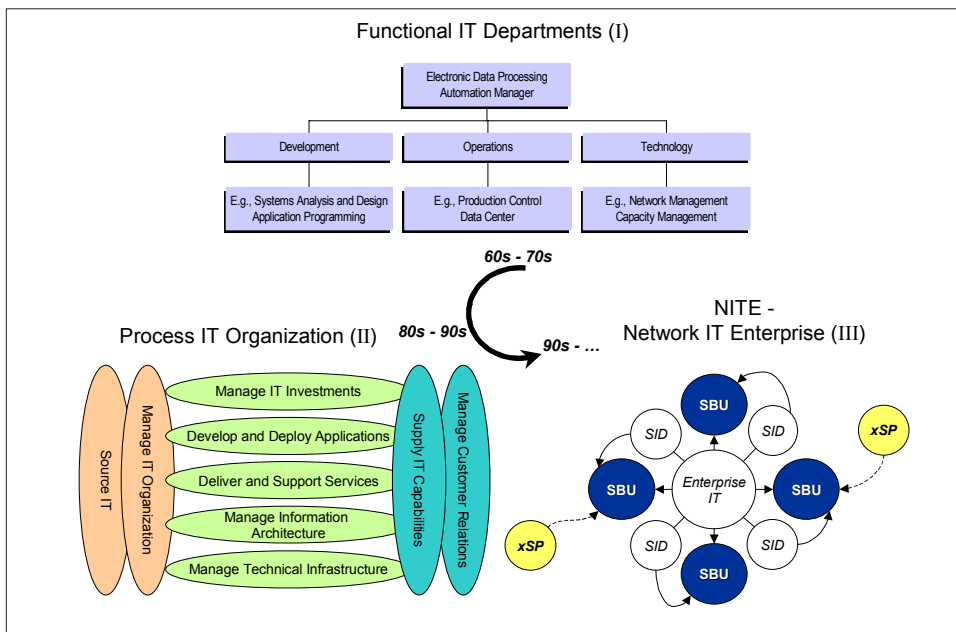 Functional IT Departments (I)
Electronic Data Processing
Automation Manager
Development
Operations
Technology
E.g., Systems Analysis and Design
Application Programming
E.g., Production Control
Data Center
E.g., Network Management
Capacity Management
60s - 70s
80s - 90s
90s - ...
Process IT Organization (II)
Source IT
Manage IT Organization
Manage IT Investments
Develop and Deploy Applications
Deliver and Support Services
Manage Information
Architecture
Manage Technical Infrastructure
Supply IT Capabilities
Manage Customer Relations
NITE -
Network IT Enterprise (III)
SBU
SID
SID
xSP
SBU
Enterprise
IT
SBU
xSP
SID
SID
SBU